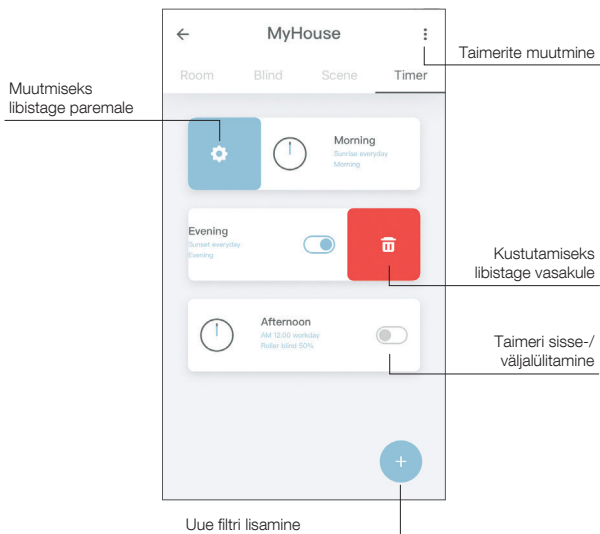 MyHouse
Taimerite muutmine
Room Blind Scene Timer
Muutmiseks
libistage paremale
Morning
Sunrise everyday
Morning
Evening
Sunset everyday
Evening
Kustutamiseks
libistage vasakule
Afternoon
AM 12:00 workday
Roller blind 50%
Taimeri sisse-/
väljalülitamine
Uue filtri lisamine